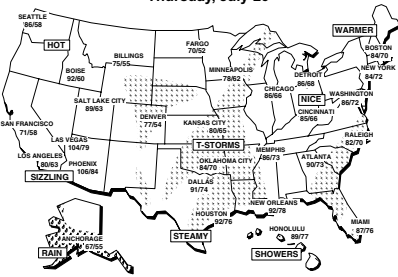 Thursday, July 20
SEATTLE
86/58
HOT
BILLINGS
75/55
FARGO
70/52
MINNEAPOLIS
78/62
WARMER
BOSTON
84/70
NEW YORK
84/72
DETROIT
86/68
CHICAGO
86/66
NICE
WASHINGTON
86/72
CINCINNATI
85/66
BOISE
92/60
SALT LAKE CITY
89/63
DENVER
77/54
KANSAS CITY
80/65
T-STORMS
SAN FRANCISCO
71/58
LAS VEGAS
104/79
LOS ANGELES
80/63
PHOENIX
106/84
SIZZLING
OKLAHOMA CITY
84/70
MEMPHIS
86/73
RALEIGH
82/70
ATLANTA
90/73
DALLAS
91/74
NEW ORLEANS
92/78
HOUSTON
92/76
MIAMI
87/76
STEAMY
ANCHORAGE
67/55
RAIN
HONOLULU
89/77
SHOWERS